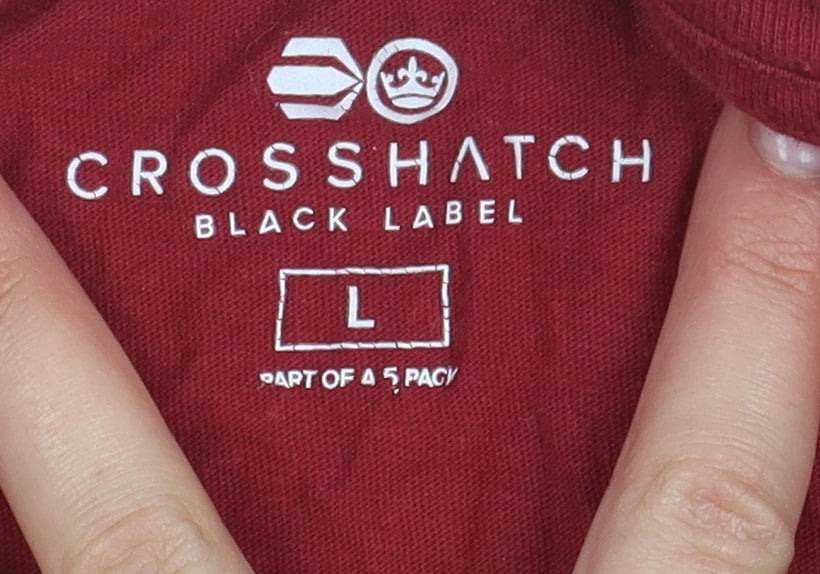 CROSSHATCH
BLACK LABEL
L
PART OF A 5 PACK